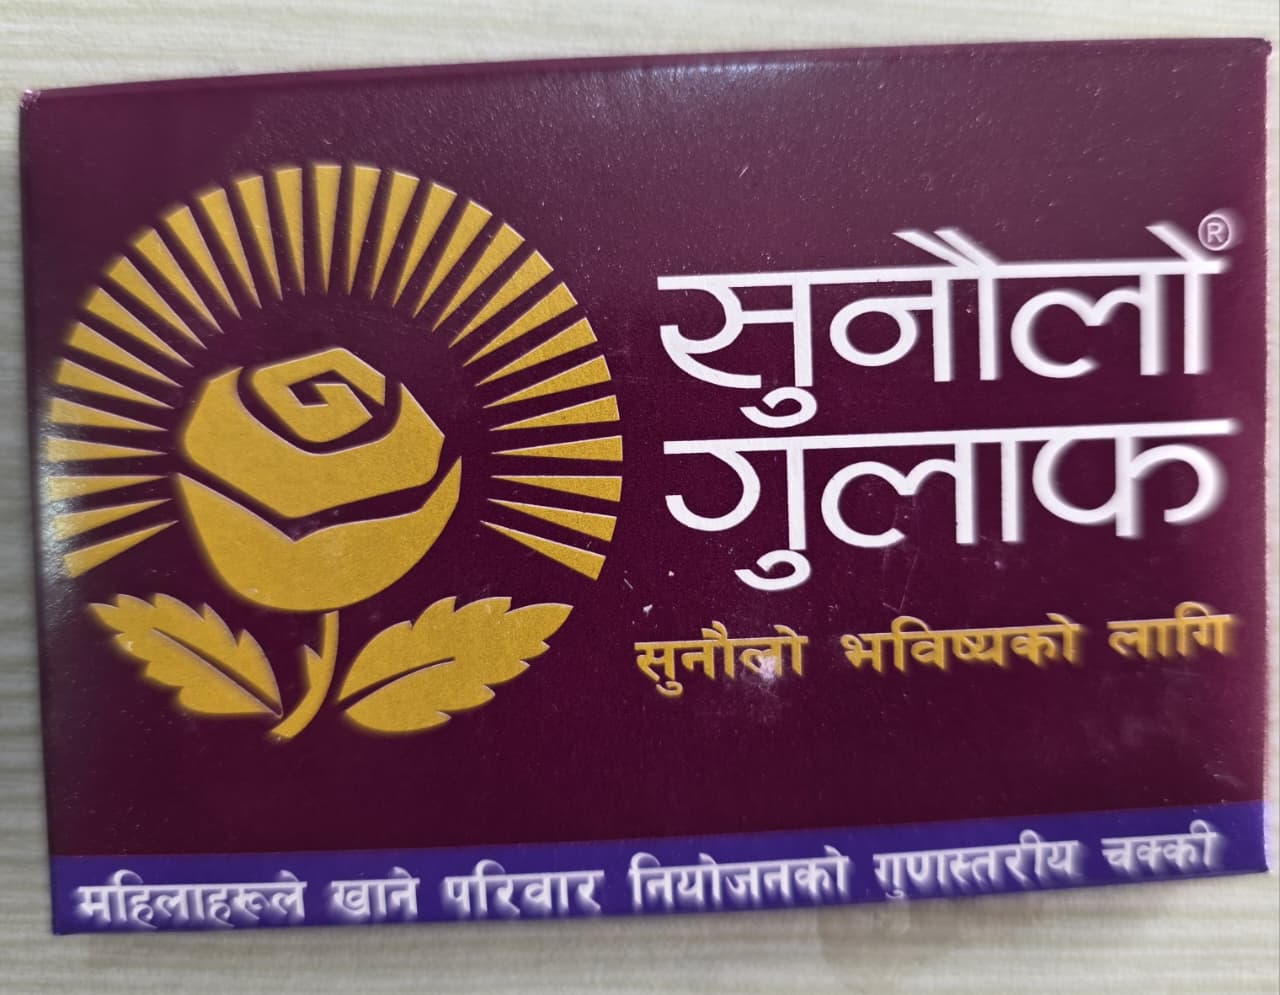 सुनौलो®
गुलाफ
सुनौलो भविष्यको लागि
महिलाहरूले खाने परिवार नियोजनको गुणस्तरीय चक्की